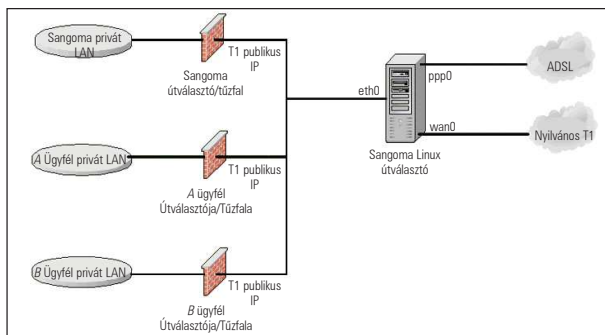 Sangoma privát
LAN
T1 publikus
IP
Sangoma
útválasztó/tűzfal
A Ügyfél privát LAN
T1 publikus
IP
A ügyfél
Útválasztója/Tűzfala
B Ügyfél privát LAN
T1 publikus
IP
B ügyfél
Útválasztója/Tűzfala
eth0
ppp0
wan0
Sangoma Linux
útválasztó
ADSL
Nyilvános T1